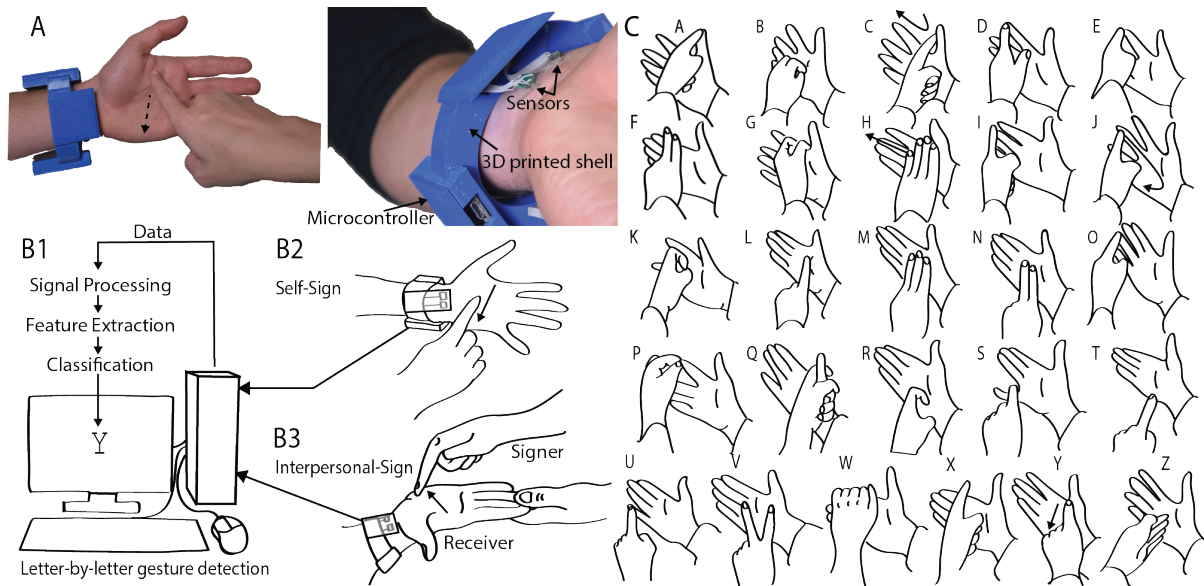 A
Sensors
3D printed shell
Microcontroller
B1
Data
Signal Processing
Feature Extraction
Classification
Y
Letter-by-letter gesture detection
B2
Self-Sign
B3
Interpersonal-Sign
Signer
Receiver
C
A B C D E
F G H I J
K L M N O
P Q R S T
U V W X Y Z